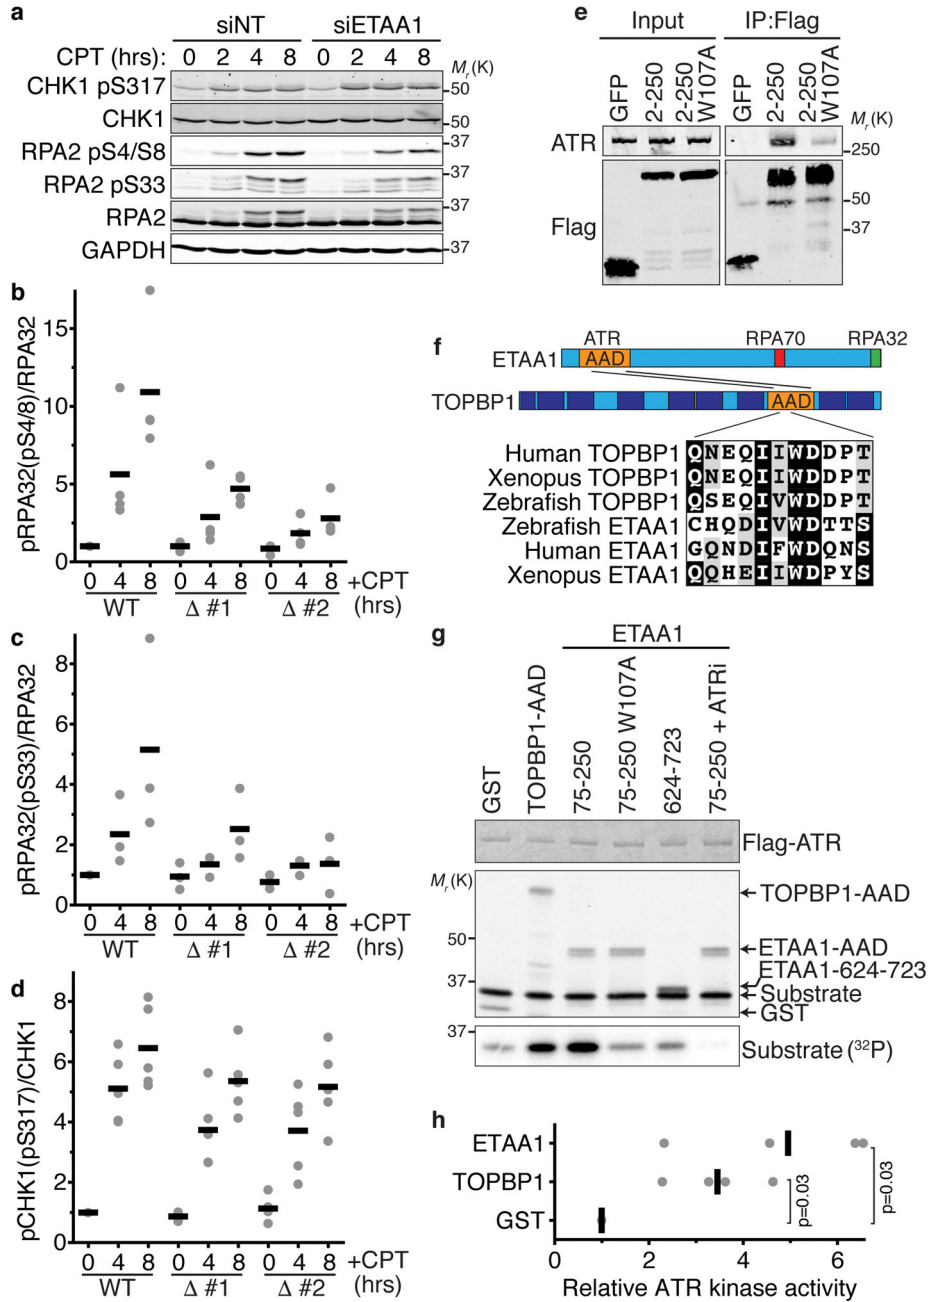 a
siNT siETAA1
CPT (hrs): 0 2 4 8 0 2 4 8
Mr(K)
CHK1 pS317
50
CHK1
50
37
RPA2 pS4/S8
37
RPA2 pS33
37
RPA2
GAPDH
37
b
pRPA32(pS4/8)/RPA32
15
10
5
0
0 4 8 0 4 8 0 4 8 +CPT
WT Δ #1 Δ #2 (hrs)
c
pRPA32(pS33)/RPA32
8
6
4
2
0
0 4 8 0 4 8 0 4 8 +CPT
WT Δ #1 Δ #2 (hrs)
d
pCHK1(pS317)/CHK1
8
6
4
2
0
0 4 8 0 4 8 0 4 8 +CPT
WT Δ #1 Δ #2 (hrs)
e
Input IP:Flag
GFP
2-250
2-250
W107A
GFP
2-250
2-250
W107A
Mr(K)
ATR
250
50
37
Flag
f
ATR RPA70 RPA32
ETAA1 AAD
TOPBP1 AAD
Human TOPBP1 QNEQIIWDDPT
Xenopus TOPBP1 QNEQIIWDDPT
Zebrafish TOPBP1 QSEQIVWDDPT
Zebrafish ETAA1 CHQDIVWDTTS
Human ETAA1 GQNDIFWDQNS
Xenopus ETAA1 QQHEIIWDPYS
g
ETAA1
GST
TOPBP1-AAD
75-250
75-250 W107A
624-723
75-250 + ATRi
Flag-ATR
Mr(K)
TOPBP1-AAD
50
ETAA1-AAD
ETAA1-624-723
37
Substrate
GST
37
Substrate (32P)
h
ETAA1
TOPBP1
GST
p=0.03
p=0.03
0 2 4 6
Relative ATR kinase activity